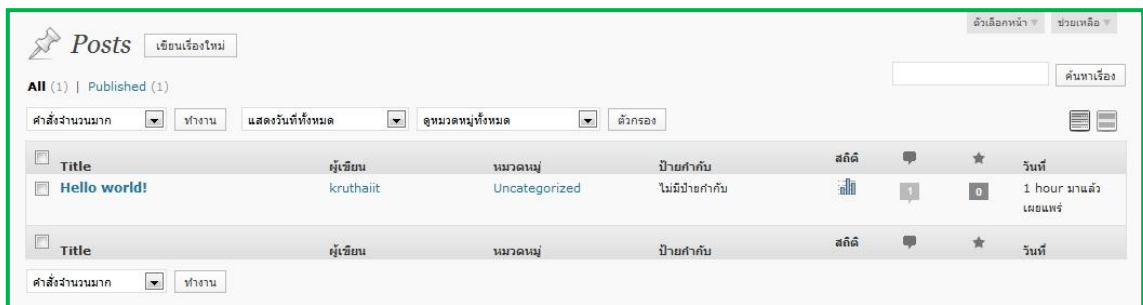 ตัวเลือกหน้า ช่วยเหลือ
Posts เขียนเรื่องใหม่
All (1) | Published (1)
ค้นหาเรื่อง
คำสั่งจำนวนมาก ทำงาน แสดงวันที่ทั้งหมด ดูหมวดหมู่ทั้งหมด ตัวกรอง
Title ผู้เขียน หมวดหมู่ ป้ายกำกับ สถิติ วันที่
Hello world! kruthaiit Uncategorized ไม่มีป้ายกำกับ 1 0 1 hour มาแล้ว
เผยแพร่
Title ผู้เขียน หมวดหมู่ ป้ายกำกับ สถิติ วันที่
คำสั่งจำนวนมาก ทำงาน